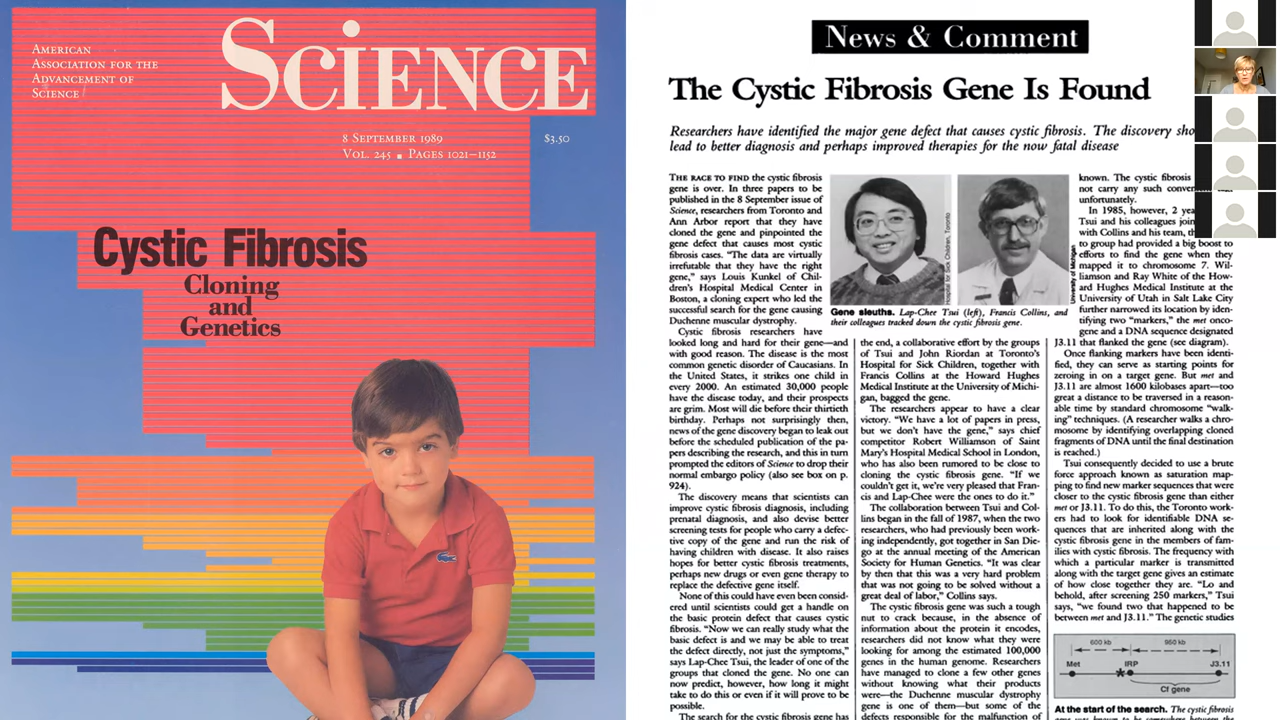 AMERICAN
ASSOCIATION FOR THE
ADVANCEMENT OF
SCIENCE
SCiENCE
8 SEPTEMBER 1989
$3.50
VOL. 245 ■ PAGES 1021–1152
Cystic Fibrosis
Cloning
and
Genetics
News & Comment
The Cystic Fibrosis Gene Is Found
Researchers have identified the major gene defect that causes cystic fibrosis. The discovery sho
lead to better diagnosis and perhaps improved therapies for the now fatal disease
THE RACE TO FIND the cystic fibrosis
gene is over. In three papers to be
published in the 8 September issue of
Science, researchers from Toronto and
Ann Arbor report that they have
cloned the gene and pinpointed the
gene defect that causes most cystic
fibrosis cases. “The data are virtually
irrefutable that they have the right
gene,” says Louis Kunkel of Chil-
dren’s Hospital Medical Center in
Boston, a cloning expert who led the
successful search for the gene causing
Duchenne muscular dystrophy.
Cystic fibrosis researchers have
looked long and hard for their gene—and
with good reason. The disease is the most
common genetic disorder of Caucasians. In
the United States, it strikes one child in
every 2000. An estimated 30,000 people
have the disease today, and their prospects
are grim. Most will die before their thirtieth
birthday. Perhaps not surprisingly then,
news of the gene discovery began to leak out
before the scheduled publication of the pa-
pers describing the research, and this in turn
prompted the editors of Science to drop their
normal embargo policy (also see box on p.
924).
The discovery means that scientists can
improve cystic fibrosis diagnosis, including
prenatal diagnosis, and also devise better
screening tests for people who carry a defec-
tive copy of the gene and run the risk of
having children with disease. It also raises
hopes for better cystic fibrosis treatments,
perhaps new drugs or even gene therapy to
replace the defective gene itself.
None of this could have even been consid-
ered until scientists could get a handle on
the basic protein defect that causes cystic
fibrosis. “Now we can really study what the
basic defect is and we may be able to treat
the defect directly, not just the symptoms,”
says Lap-Chee Tsui, the leader of one of the
groups that cloned the gene. No one can
now predict, however, how long it might
take to do this or even if it will prove to be
possible.
The search for the cystic fibrosis gene has
Hospital for Sick Children, Toronto
University of Michigan
Gene sleuths. Lap-Chee Tsui (left), Francis Collins, and
their colleagues tracked down the cystic fibrosis gene.
the end, a collaborative effort by the groups
of Tsui and John Riordan at Toronto’s
Hospital for Sick Children, together with
Francis Collins at the Howard Hughes
Medical Institute at the University of Michi-
gan, bagged the gene.
The researchers appear to have a clear
victory. “We have a lot of papers in press,
but we don’t have the gene,” says chief
competitor Robert Williamson of Saint
Mary’s Hospital Medical School in London,
who has also been rumored to be close to
cloning the cystic fibrosis gene. “If we
couldn’t get it, we’re very pleased that Fran-
cis and Lap-Chee were the ones to do it.”
The collaboration between Tsui and Col-
lins began in the fall of 1987, when the two
researchers, who had previously been work-
ing independently, got together in San Die-
go at the annual meeting of the American
Society for Human Genetics. “It was clear
by then that this was a very hard problem
that was not going to be solved without a
great deal of labor,” Collins says.
The cystic fibrosis gene was such a tough
nut to crack because, in the absence of
information about the protein it encodes,
researchers did not know what they were
looking for among the estimated 100,000
genes in the human genome. Researchers
have managed to clone a few other genes
without knowing what their products
were—the Duchenne muscular dystrophy
gene is one of them—but some of the
defects responsible for the malfunction of
known. The cystic fibrosis
not carry any such
unfortunately.
In 1985, however, 2
Tsui and his colleagues
with Collins and his team,
to group had provided a big boost to
efforts to find the gene when they
mapped it to chromosome 7. Wil-
liamson and Ray White of the How-
ard Hughes Medical Institute at the
University of Utah in Salt Lake City
further narrowed its location by iden-
tifying two “markers,” the met onco-
gene and a DNA sequence designated
J3.11 that flanked the gene (see diagram).
Once flanking markers have been identi-
fied, they can serve as starting points for
zeroing in on a target gene. But met and
J3.11 are almost 1600 kilobases apart—too
great a distance to be traversed in a reason-
able time by standard chromosome “walk-
ing” techniques. (A researcher walks a chro-
mosome by identifying overlapping cloned
fragments of DNA until the final destination
is reached.)
Tsui consequently decided to use a brute
force approach known as saturation map-
ping to find new marker sequences that were
closer to the cystic fibrosis gene than either
met or J3.11. To do this, the Toronto work-
ers had to look for identifiable DNA se-
quences that are inherited along with the
cystic fibrosis gene in the members of fam-
ilies with cystic fibrosis. The frequency with
which a particular marker is transmitted
along with the target gene gives an estimate
of how close together they are. “Lo and
behold, after screening 250 markers,” Tsui
says, “we found two that happened to be
between met and J3.11.” The genetic studies
600 kb
960 kb
Met
IRP
J3.11
Cf gene
At the start of the search. The cystic fibrosis